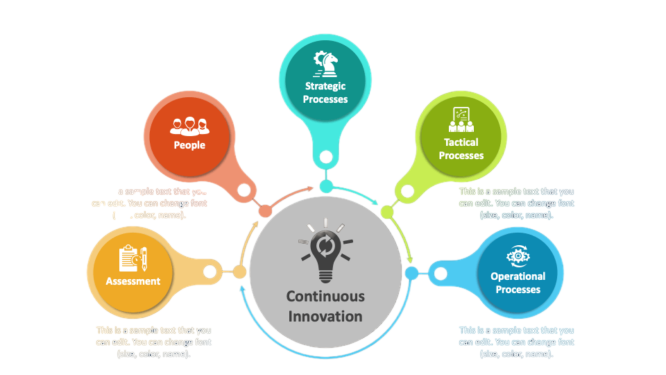 Strategic
Processes
People
Tactical
Processes
a sample text that you
can edit. You can change font
color, name).
This is a sample text that you
can edit. You can change font
(size, color, name).
Assessment
Operational
Processes
Continuous
Innovation
This is a sample text that you
can edit. You can change font
(size, color, name).
This is a sample text that you
can edit. You can change font
(size, color, name).